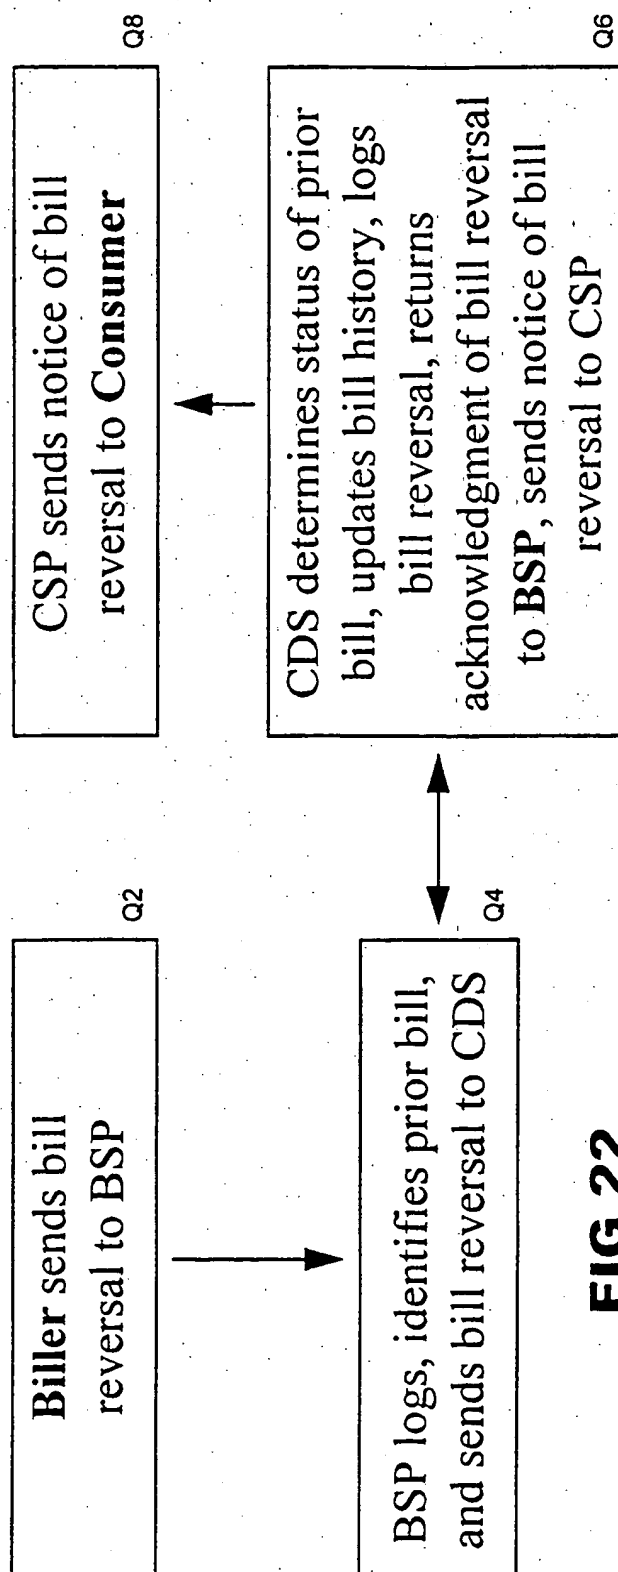 Biller sends bill
reversal to BSP
Q2
BSP logs, identifies prior bill,
and sends bill reversal to CDS
Q4
CDS determines status of prior
bill, updates bill history, logs
bill reversal, returns
acknowledgment of bill reversal
to BSP, sends notice of bill
reversal to CSP
Q6
CSP sends notice of bill
reversal to Consumer
Q8
FIG 22